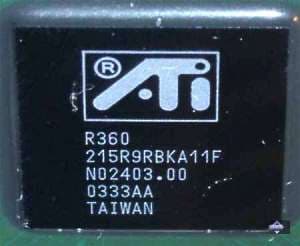 ® ATI
R360
215R9RBKA11F
N02403.00
0333AA
TAIWAN